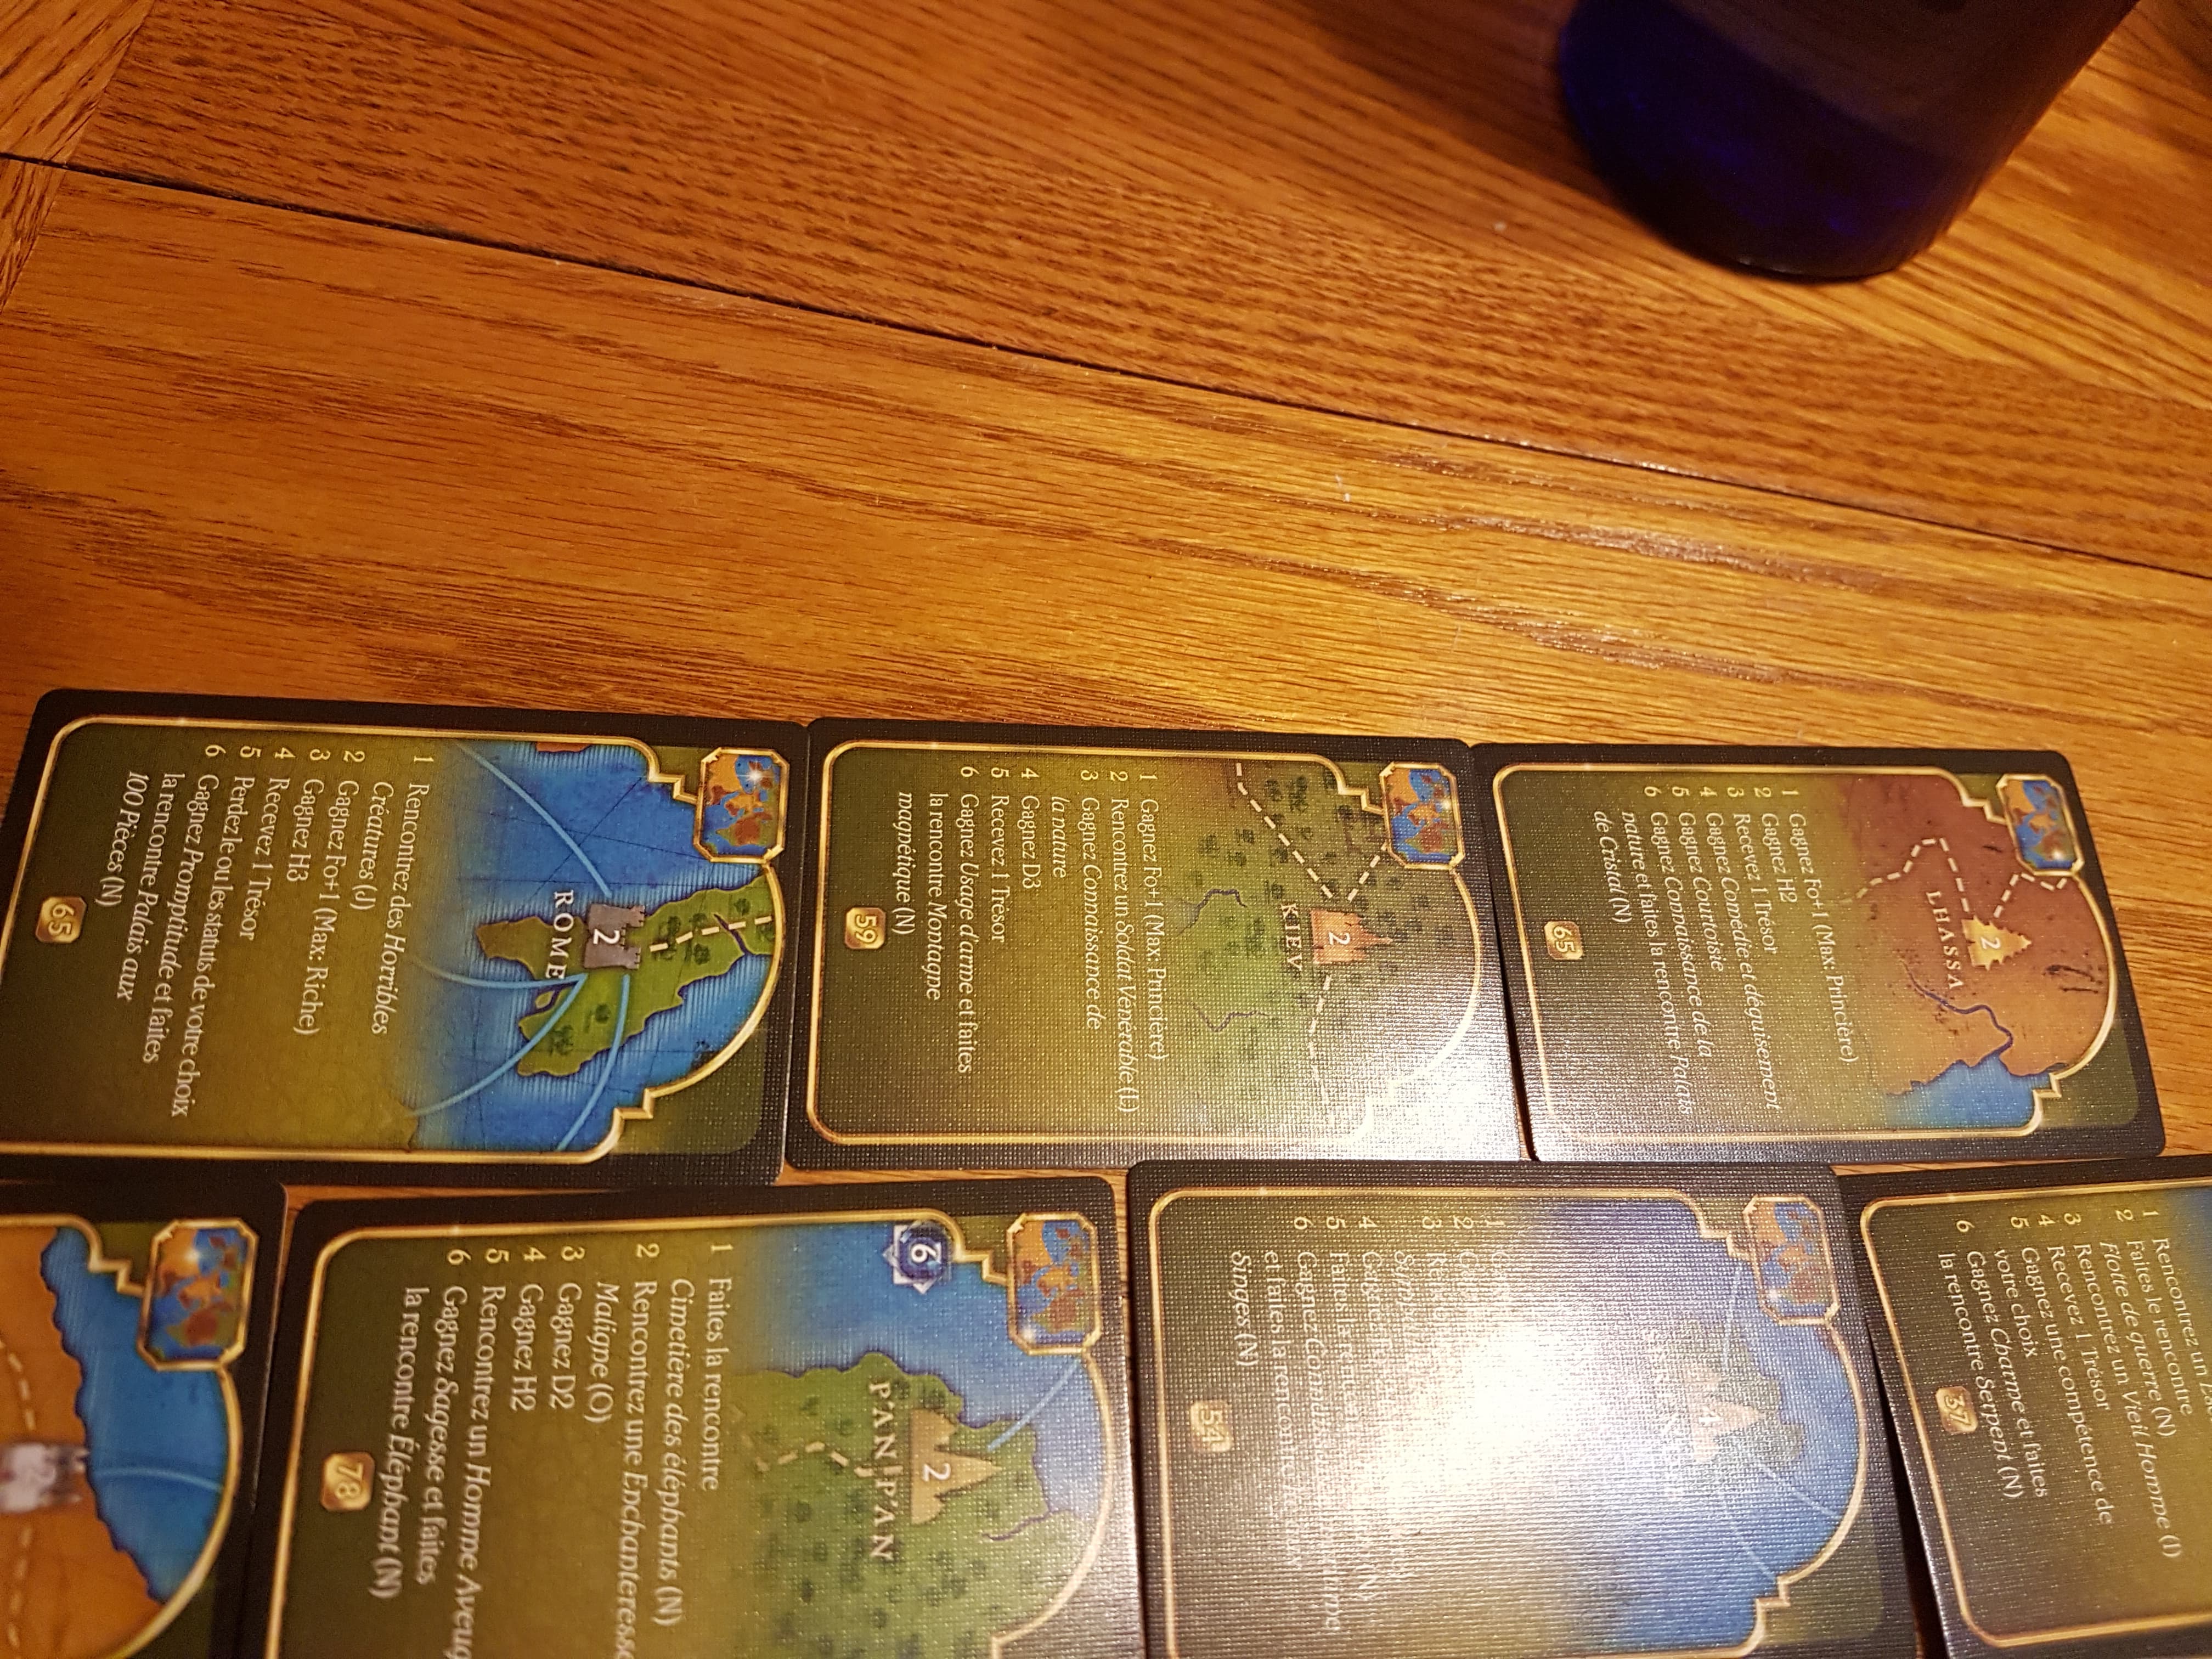 2
LHASSA
1 Gagnez Fo+1 (Max: Princière)
2 Gagnez H2
3 Recevez 1 Trésor
4 Gagnez Comédie et déguisement
5 Gagnez Courtoisie
6 Gagnez Connaissance de la
nature et faites la rencontre Palais
de Cristal (N)
65
2
KIEV
1 Gagnez Fo+1 (Max: Princière)
2 Rencontrez un Soldat Vénérable (L)
3 Gagnez Connaissance de
la nature
4 Gagnez D3
5 Recevez 1 Trésor
6 Gagnez Usage d'arme et faites
la rencontre Montagne
magnétique (N)
59
2
ROME
1 Rencontrez des Horribles
Créatures (J)
2 Gagnez Fo+1 (Max: Riche)
3 Gagnez H3
4 Recevez 1 Trésor
5 Perdez le ou les statuts de votre choix
6 Gagnez Promptitude et faites
la rencontre Palais aux
100 Pièces (N)
65
1 Rencontrez un
2 Faites le rencontre
Flotte de guerre (N)
3 Rencontrez un Vieil Homme (I)
4 Recevez 1 Trésor
5 Gagnez une compétence de
votre choix
6 Gagnez Charme et faites
la rencontre Serpent (N)
37
4
1
2
3
4 Gagnez
5 Faites la rencontre (N)
6 Gagnez
et faites la rencontre
Singes (N)
54
6
2
P'AN P'AN
1 Faites la rencontre
Cimetière des éléphants (N)
2 Rencontrez une Enchanteresse
Maligne (O)
3 Gagnez D2
4 Gagnez H2
5 Rencontrez un Homme
6 Gagnez Sagesse et faites
la rencontre Éléphant (N)
78
2